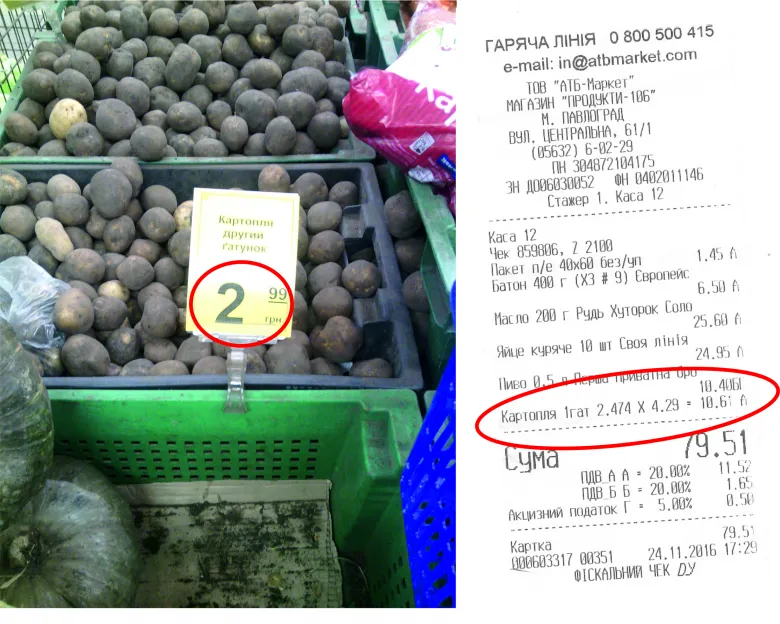 Картопля
другий
ґатунок
2 99
грн
Ка
ГАРЯЧА ЛІНІЯ 0 800 500 415
e-mail: in@atbmarket.com
ТОВ "АТБ-Маркет"
МАГАЗИН "ПРОДУКТИ-106"
М. ПАВЛОГРАД
ВУЛ. ЦЕНТРАЛЬНА, 61/1
(05632) 6-02-29
ПН 304872104175
ЗН ДО06030052 ФН 0402011146
Стажер 1. Каса 12
Каса 12
Чек 859806, Z 2100
Пакет п/е 40х60 без/уп
1.45 А
Батон 400 г (ХЗ # 9) Європейс
6.50 А
Масло 200 г Рудь Хуторок Соло
25.60 А
Яйце куряче 10 шт Своя лінія
24.95 А
Пиво 0,5 л Перша приватна бро
10.40БГ
Картопля 1гат 2.474 X 4.29 = 10.61 А
Сума 79.51
ПДВ_А А = 20.00% 11.52
ПДВ_Б Б = 20.00% 1.65
Акцизний податок Г = 5.00% 0.50
Картка 79.51
000603317 00351 24.11.2016 17:29
ФІСКАЛЬНИЙ ЧЕК